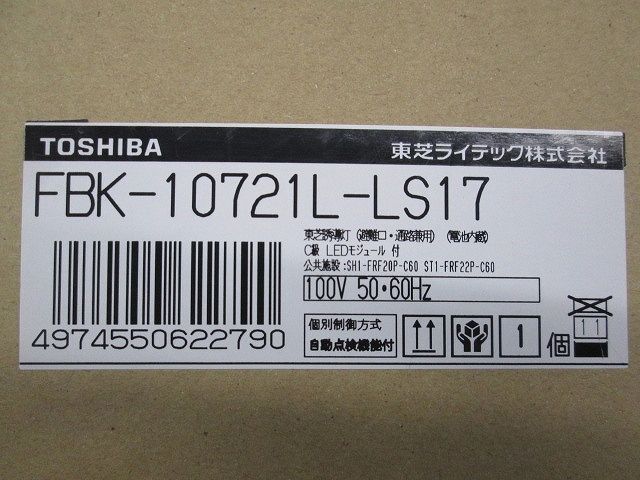 TOSHIBA 東芝ライテック株式会社
FBK-10721L-LS17
東芝誘導灯 (避難口・通路兼用) (電池内蔵)
C級 LEDモジュール 付
公共施設:SH1-FRF20P-C60 ST1-FRF22P-C60
100V 50・60Hz
4974550622790
個別制御方式
自動点検機能付
1 個
11